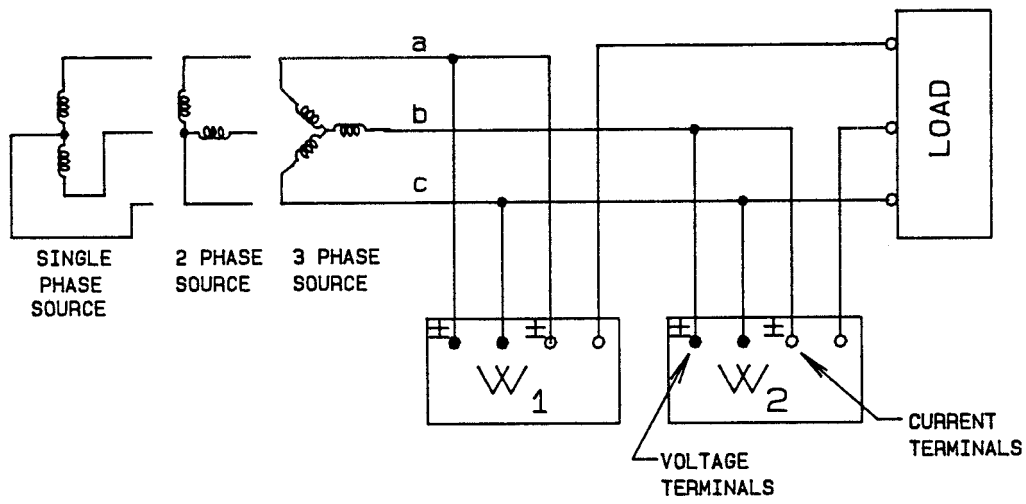 a
b
c
LOAD
SINGLE
PHASE
SOURCE
2 PHASE
SOURCE
3 PHASE
SOURCE
± ±
W1
± ±
W2
CURRENT
TERMINALS
VOLTAGE
TERMINALS